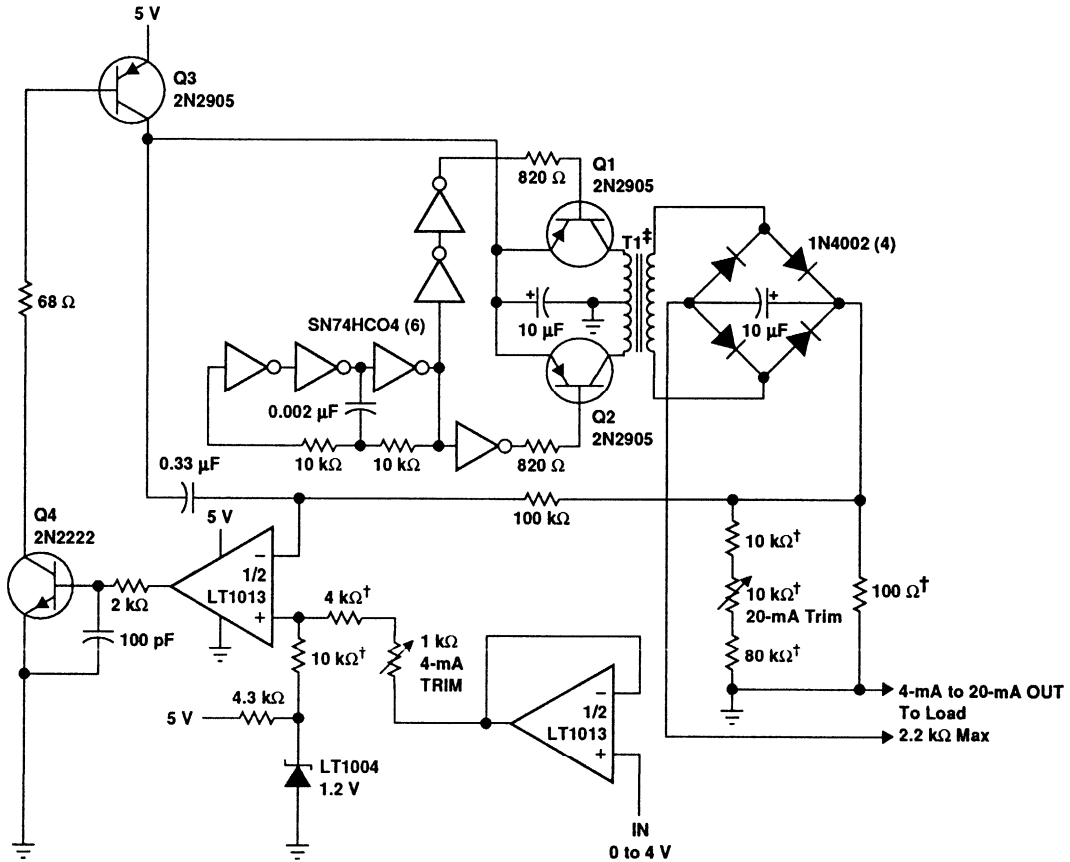 5 V
Q3
2N2905
820 Ω
Q1
2N2905
T1‡
1N4002 (4)
68 Ω
10 μF
+
10 μF
+
SN74HCO4 (6)
0.002 μF
Q2
2N2905
10 kΩ
10 kΩ
820 Ω
0.33 μF
100 kΩ
Q4
2N2222
5 V
–
1/2
LT1013
+
2 kΩ
100 pF
4 kΩ†
10 kΩ†
10 kΩ†
10 kΩ†
20-mA Trim
80 kΩ†
100 Ω†
1 kΩ
4-mA
TRIM
4.3 kΩ
5 V
–
1/2
LT1013
+
4-mA to 20-mA OUT
To Load
2.2 kΩ Max
LT1004
1.2 V
IN
0 to 4 V